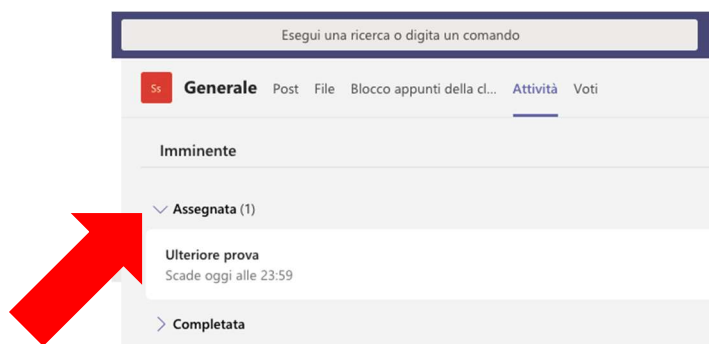 Esegui una ricerca o digita un comando
Ss Generale Post File Blocco appunti della cl... Attività Voti
Imminente
Assegnata (1)
Ulteriore prova
Scade oggi alle 23:59
Completata